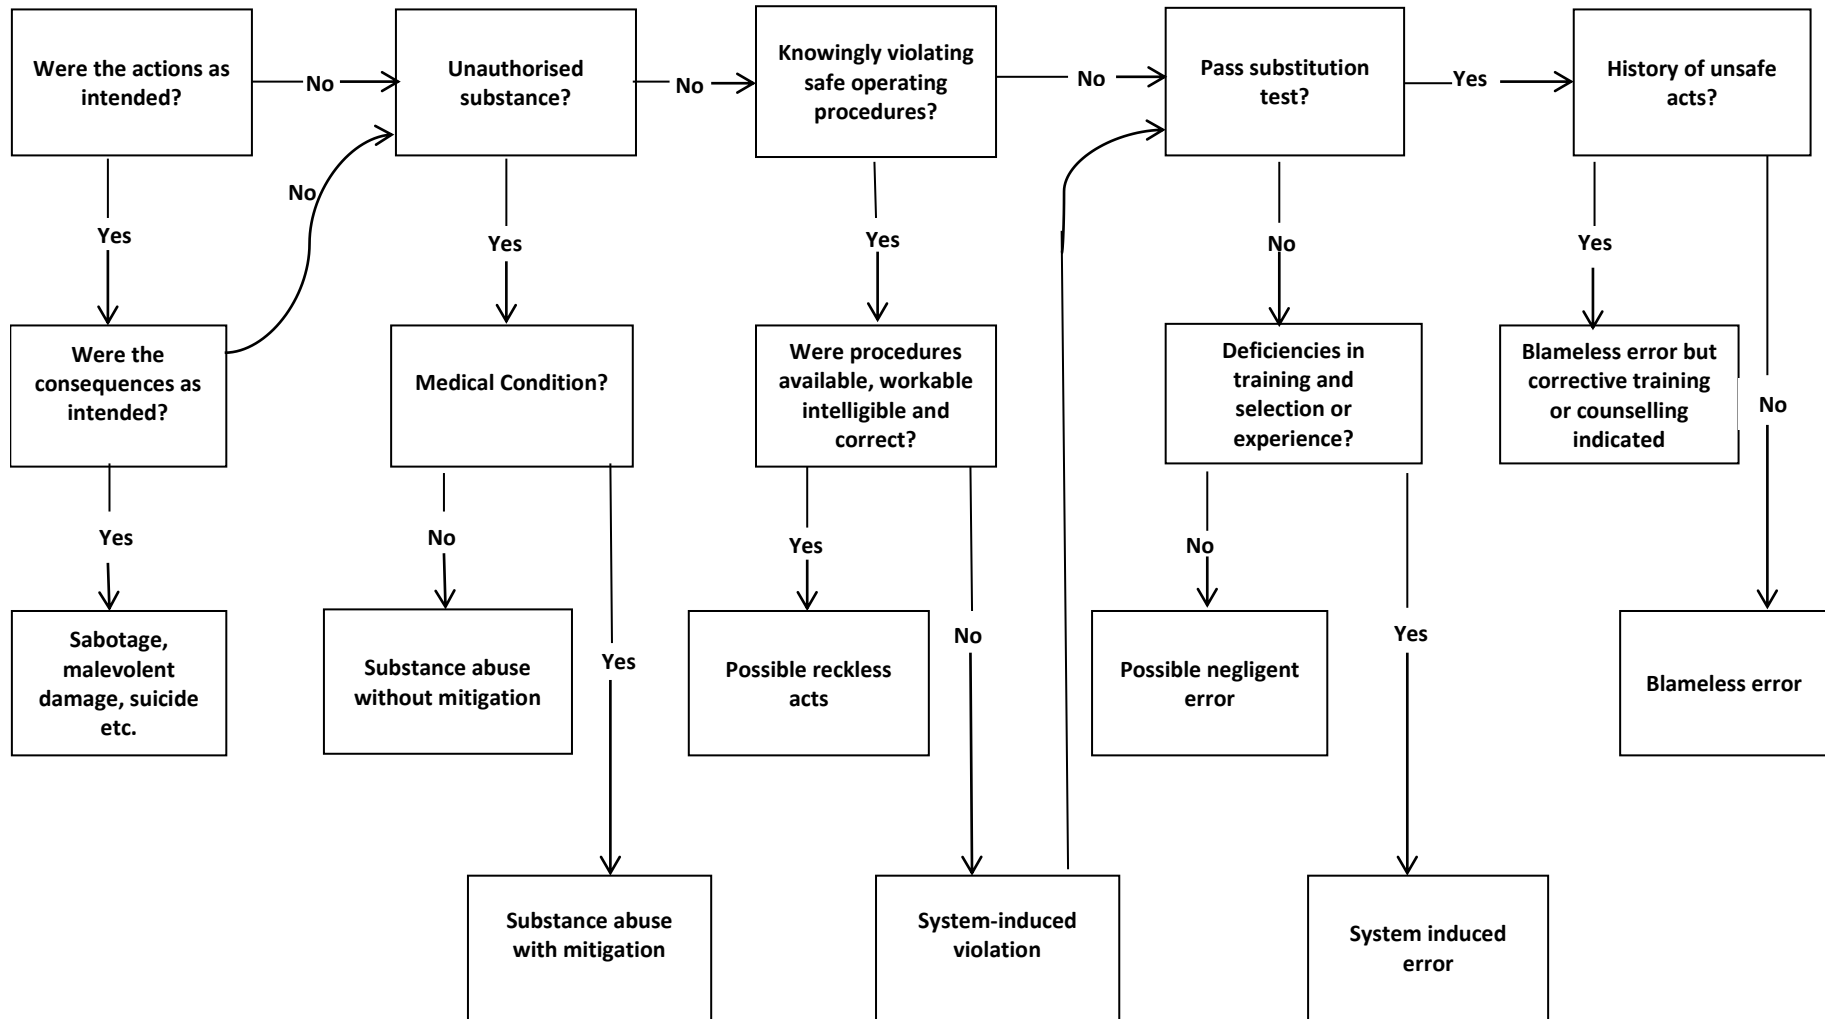 Were the actions as
intended?
No
Unauthorised
substance?
No
Knowingly violating
safe operating
procedures?
No
Pass substitution
test?
Yes
History of unsafe
acts?
No
Yes
Yes
Yes
No
Yes
Were the
consequences as
intended?
Medical Condition?
Were procedures
available, workable
intelligible and
correct?
Deficiencies in
training and
selection or
experience?
Blameless error but
corrective training
or counselling
indicated
No
Yes
No
Yes
No
No
Yes
Yes
Sabotage,
malevolent
damage, suicide
etc.
Substance abuse
without mitigation
Possible reckless
acts
Possible negligent
error
Blameless error
Substance abuse
with mitigation
System-induced
violation
System induced
error